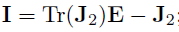 I = Tr(J₂)E − J₂;